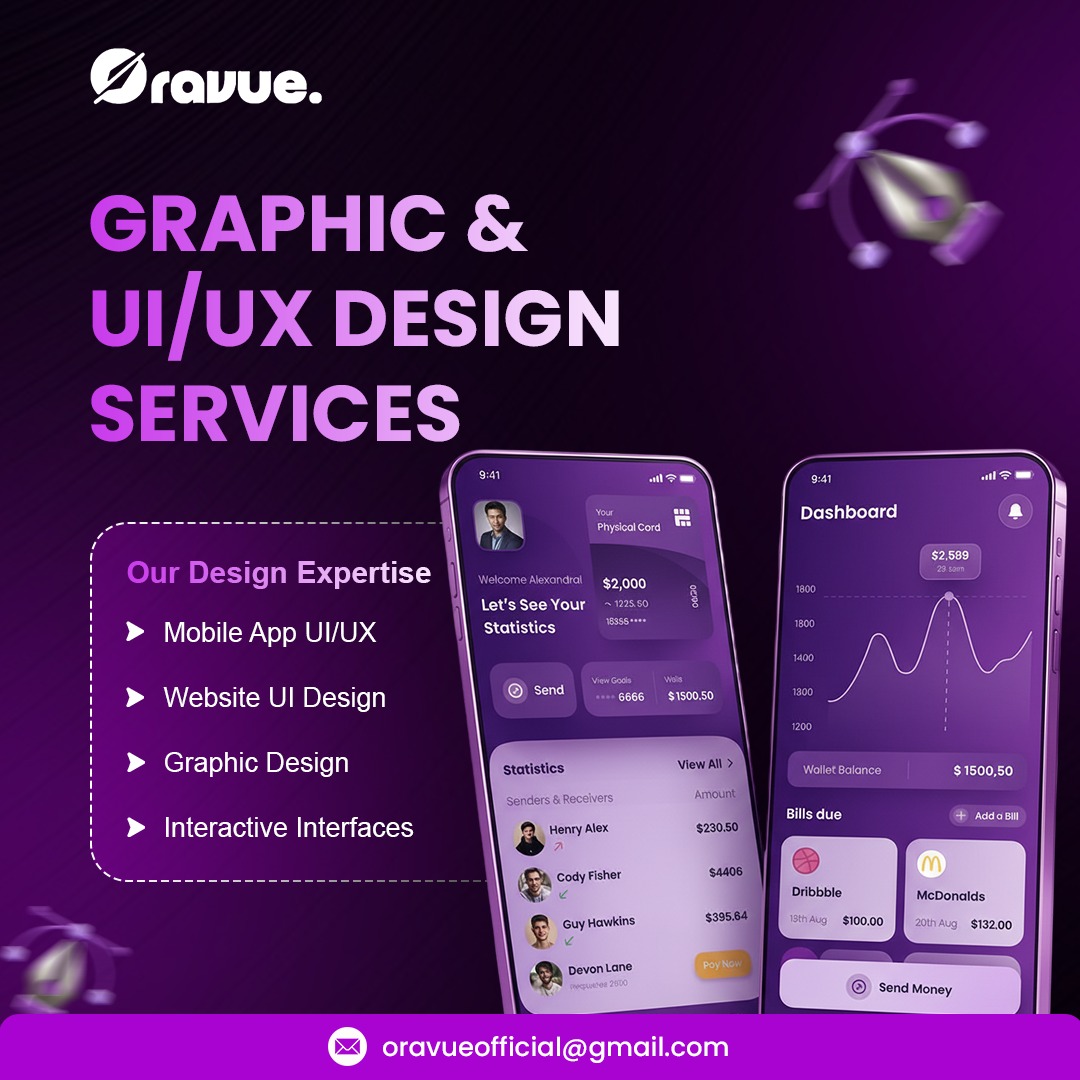 Oravue.
GRAPHIC &
UI/UX DESIGN
SERVICES
Our Design Expertise
Mobile App UI/UX
Website UI Design
Graphic Design
Interactive Interfaces
9:41
Your
Physical Cord
Welcome Alexandral
$2,000
Let's See Your
Statistics
Send
View Goals
6666
$1500.50
Statistics
View All >
Senders & Receivers
Amount
Henry Alex
$230.50
Cody Fisher
$4406
Guy Hawkins
$395.64
Devon Lane
Pay Now
9:41
Dashboard
$2,589
1800
1800
1400
1300
1200
Wallet Balance
$ 1500,50
Bills due
+ Add a Bill
Dribbble
13th Aug
$100.00
McDonalds
20th Aug
$132.00
Send Money
oravueofficial@gmail.com